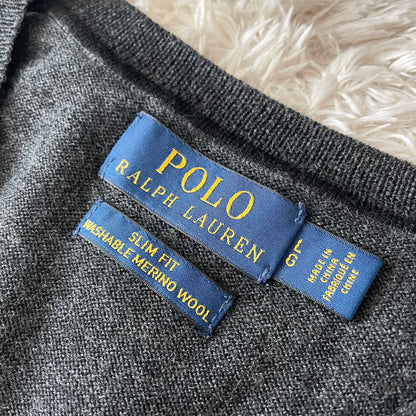 POLO
RALPH LAUREN
SLIM FIT
WASHABLE MERINO WOOL
L
G
MADE IN
CHINA
FABRIQUÉ EN
CHINE